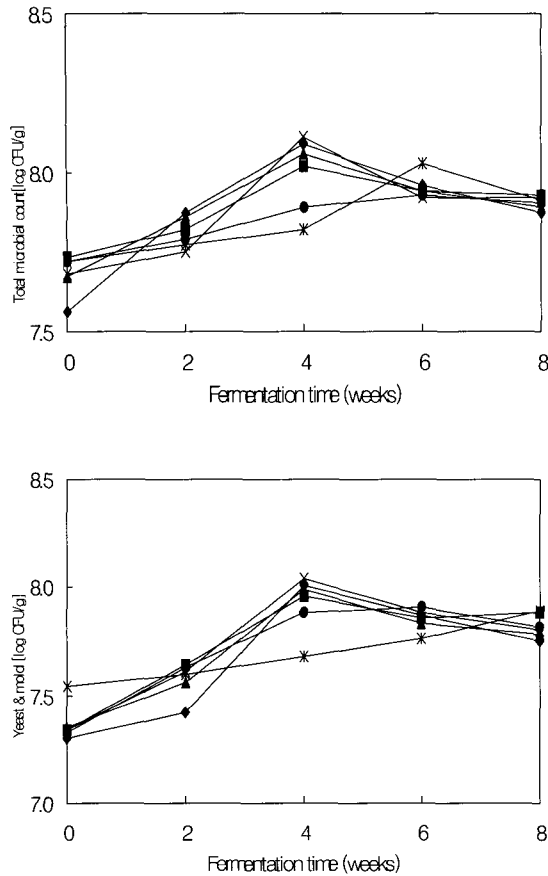 8.5
8.0
7.5
Total microbial count[log CFU/g]
0 2 4 6 8
Fermentation time (weeks)
8.5
8.0
7.5
7.0
Yeast & mold [log CFU/g]
0 2 4 6 8
Fermentation time (weeks)